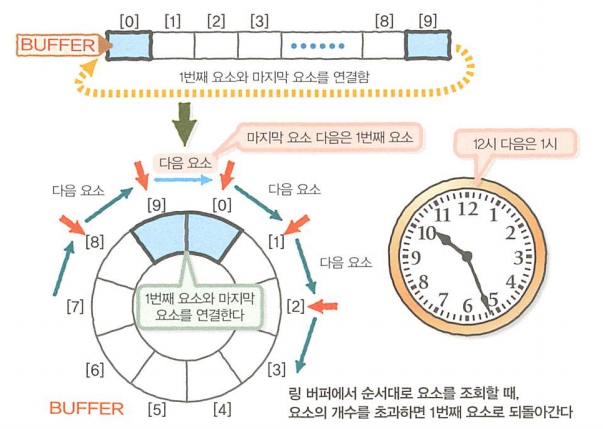 [0] [1] [2] [3] [8] [9]
BUFFER
1번째 요소와 마지막 요소를 연결함
마지막 요소 다음은 1번째 요소
12시 다음은 1시
다음 요소
다음 요소
다음 요소
다음 요소
[9] [0]
[8] [1]
[7] [2]
[6] [3]
[5] [4]
1번째 요소와 마지막
요소를 연결한다
BUFFER
12 1 2 3 4 5 6 7 8 9 10 11
링 버퍼에서 순서대로 요소를 조회할 때,
요소의 개수를 초과하면 1번째 요소로 되돌아간다